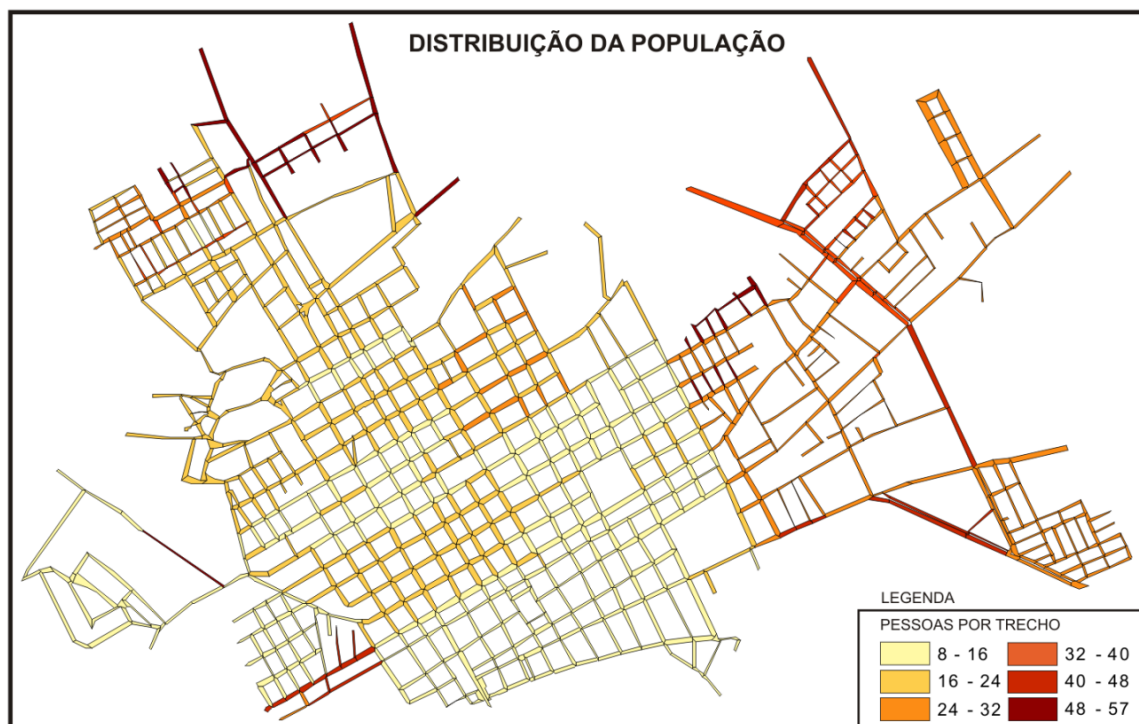 DISTRIBUIÇÃO DA POPULAÇÃO
LEGENDA
PESSOAS POR TRECHO
8 - 16 32 - 40
16 - 24 40 - 48
24 - 32 48 - 57